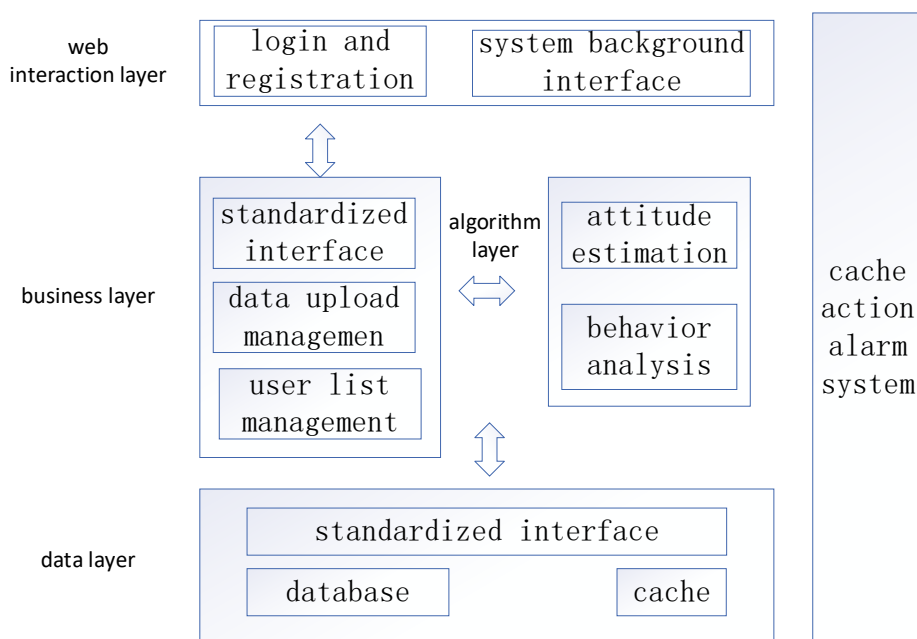 web
interaction layer
login and
registration
system background
interface
business layer
standardized
interface
data upload
managemen
user list
management
algorithm
layer
attitude
estimation
behavior
analysis
data layer
standardized interface
database
cache
cache
action
alarm
system